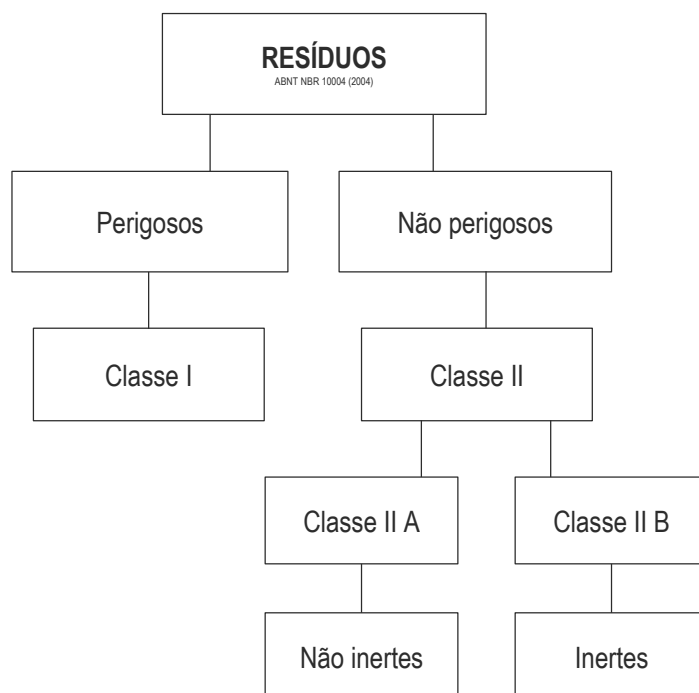 RESÍDUOS
ABNT NBR 10004 (2004)
Perigosos
Não perigosos
Classe I
Classe II
Classe II A
Classe II B
Não inertes
Inertes